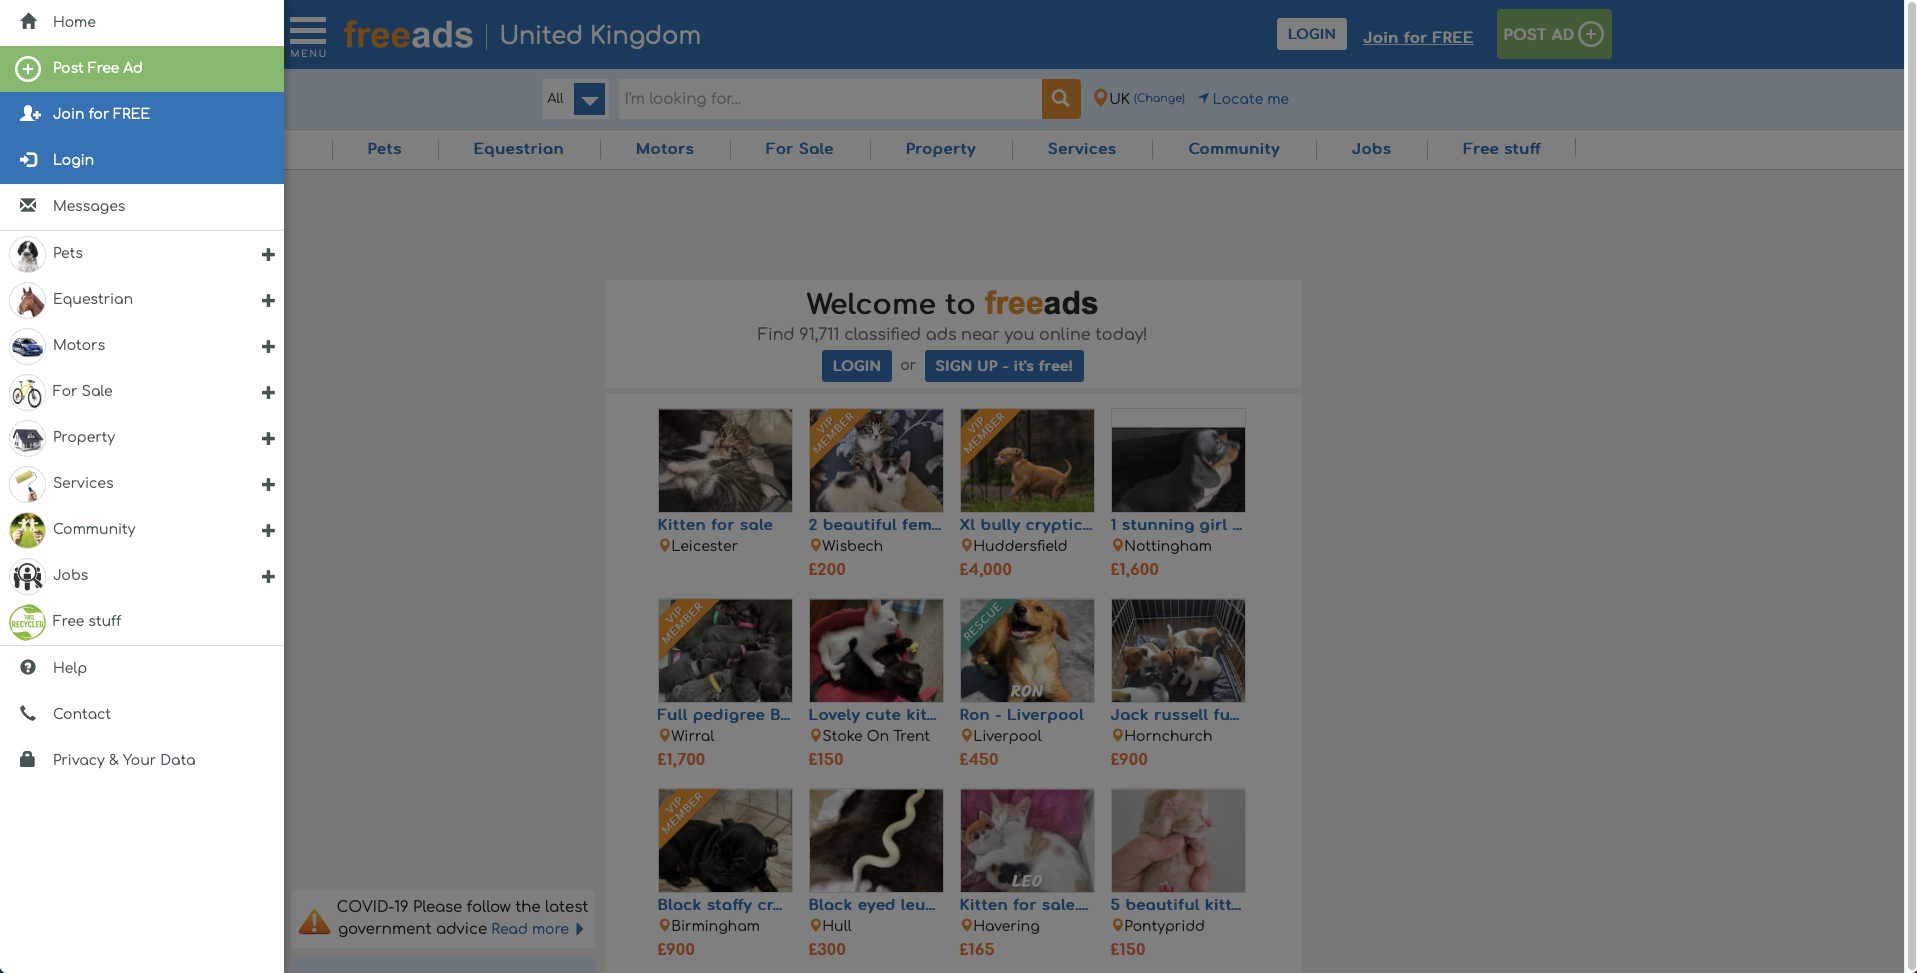 Home
Post Free Ad
Join for FREE
Login
Messages
Pets
Equestrian
Motors
For Sale
Property
Services
Community
Jobs
100% RECYCLED
Free stuff
Help
Contact
Privacy & Your Data
MENU
freeads United Kingdom
LOGIN
Join for FREE
POST AD
All
I'm looking for...
UK (Change)
Locate me
Pets Equestrian Motors For Sale Property Services Community Jobs Free stuff
Welcome to freeads
Find 91,711 classified ads near you online today!
LOGIN or SIGN UP - it's free!
VIP MEMBER
VIP MEMBER
Kitten for sale
Leicester
2 beautiful fem...
Wisbech
£200
Xl bully cryptic...
Huddersfield
£4,000
1 stunning girl ...
Nottingham
£1,600
VIP MEMBER
RESCUE
RON
Full pedigree B...
Wirral
£1,700
Lovely cute kit...
Stoke On Trent
£150
Ron - Liverpool
Liverpool
£450
Jack russell fu...
Hornchurch
£900
VIP MEMBER
LEO
Black staffy cr...
Birmingham
£900
Black eyed leu...
Hull
£300
Kitten for sale....
Havering
£165
5 beautiful kitt...
Pontypridd
£150
COVID-19 Please follow the latest
government advice Read more